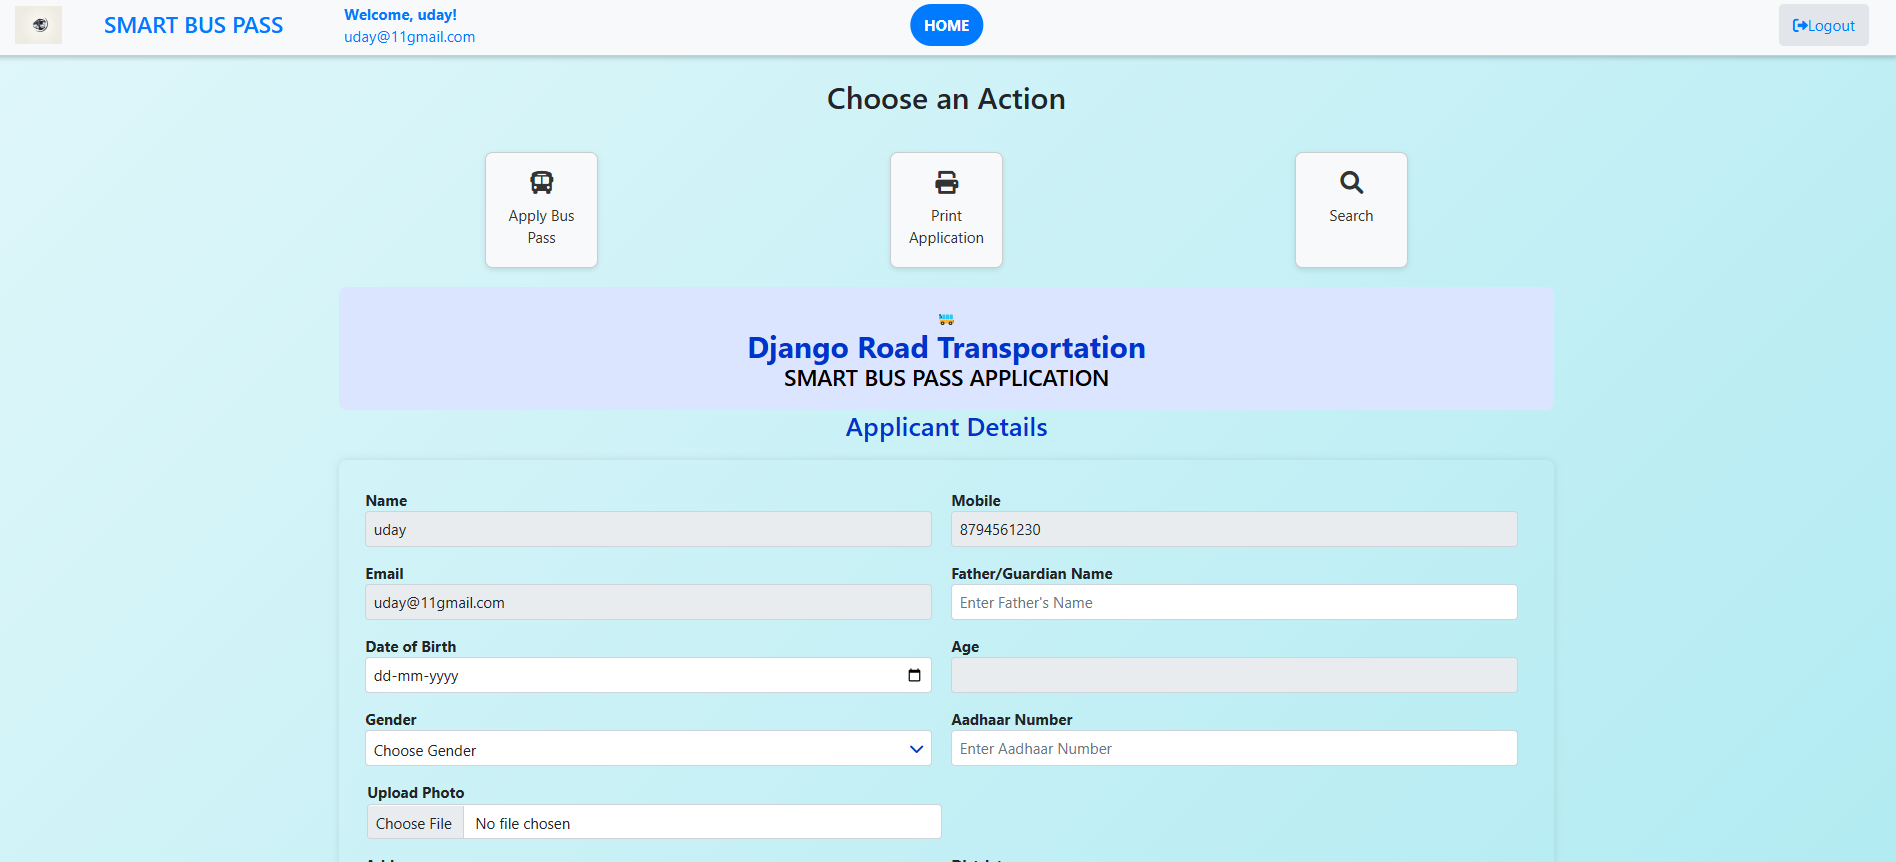 SMART BUS PASS
Welcome, uday!
uday@11gmail.com
HOME
Logout
Choose an Action
Apply Bus
Pass
Print
Application
Search
Django Road Transportation
SMART BUS PASS APPLICATION
Applicant Details
Name
Mobile
uday
8794561230
Email
Father/Guardian Name
uday@11gmail.com
Enter Father's Name
Date of Birth
Age
dd-mm-yyyy
Gender
Aadhaar Number
Choose Gender
Enter Aadhaar Number
Upload Photo
Choose File No file chosen